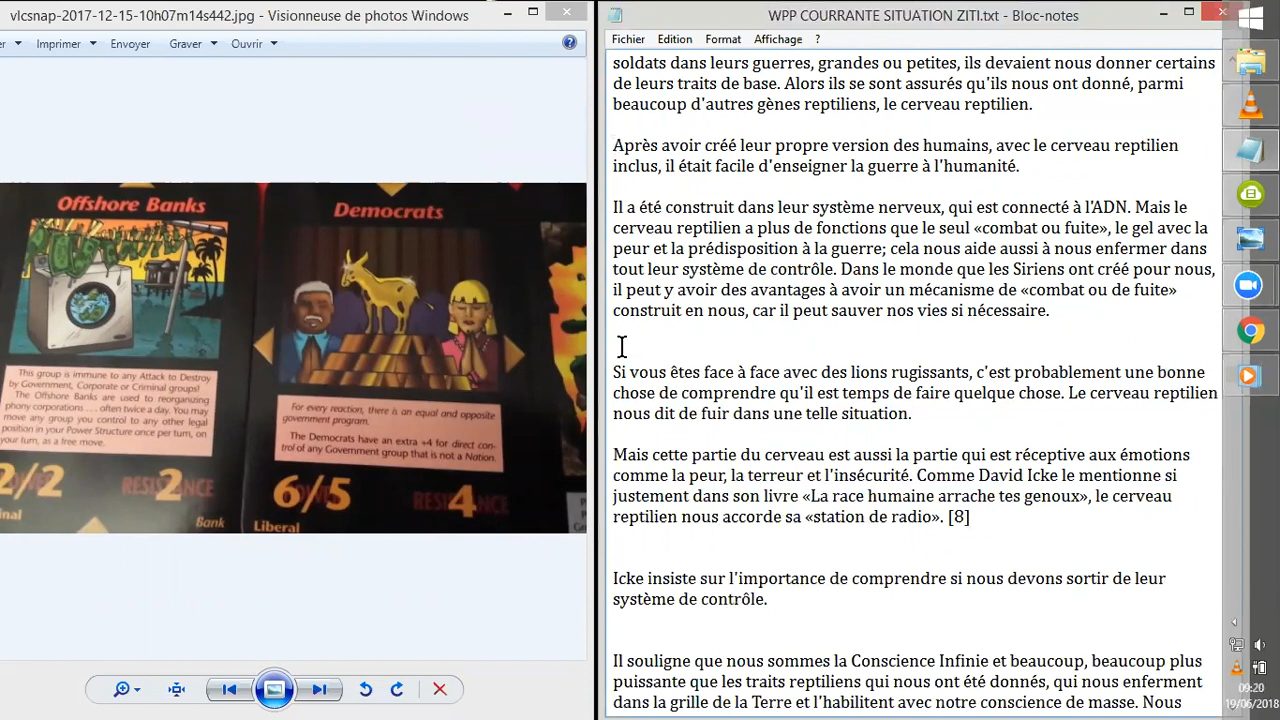 vlcsnap-2017-12-15-10h07m14s442.jpg - Visionneuse de photos Windows
Imprimer
Envoyer
Graver
Ouvrir
Offshore Banks
This group is immune to any Attack to Destroy
by Government, Corporate or Criminal groups!
The Offshore Banks are used to reorganizing
phony corporations . . . often twice a day. You may
move any group you control to any other legal
position in your Power Structure once per turn, on
your turn, as a free move.
2/2
2
RESISTANCE
Bank
Democrats
For every reaction, there is an equal and opposite
government program.
The Democrats have an extra +4 for direct con-
trol of any Government group that is not a Nation.
6/5
4
RESISTANCE
Liberal
WPP COURRANTE SITUATION ZITI.txt - Bloc-notes
Fichier Edition Format Affichage ?
soldats dans leurs guerres, grandes ou petites, ils devaient nous donner certains
de leurs traits de base. Alors ils se sont assurés qu'ils nous ont donné, parmi
beaucoup d'autres gènes reptiliens, le cerveau reptilien.
Après avoir créé leur propre version des humains, avec le cerveau reptilien
inclus, il était facile d'enseigner la guerre à l'humanité.
Il a été construit dans leur système nerveux, qui est connecté à l'ADN. Mais le
cerveau reptilien a plus de fonctions que le seul «combat ou fuite», le gel avec la
peur et la prédisposition à la guerre; cela nous aide aussi à nous enfermer dans
tout leur système de contrôle. Dans le monde que les Siriens ont créé pour nous,
il peut y avoir des avantages à avoir un mécanisme de «combat ou de fuite»
construit en nous, car il peut sauver nos vies si nécessaire.
Si vous êtes face à face avec des lions rugissants, c'est probablement une bonne
chose de comprendre qu'il est temps de faire quelque chose. Le cerveau reptilien
nous dit de fuir dans une telle situation.
Mais cette partie du cerveau est aussi la partie qui est réceptive aux émotions
comme la peur, la terreur et l'insécurité. Comme David Icke le mentionne si
justement dans son livre «La race humaine arrache tes genoux», le cerveau
reptilien nous accorde sa «station de radio». [8]
Icke insiste sur l'importance de comprendre si nous devons sortir de leur
système de contrôle.
Il souligne que nous sommes la Conscience Infinie et beaucoup, beaucoup plus
puissante que les traits reptiliens qui nous ont été donnés, qui nous enferment
dans la grille de la Terre et l'habilitent avec notre conscience de masse. Nous
09:20
19/06/2018